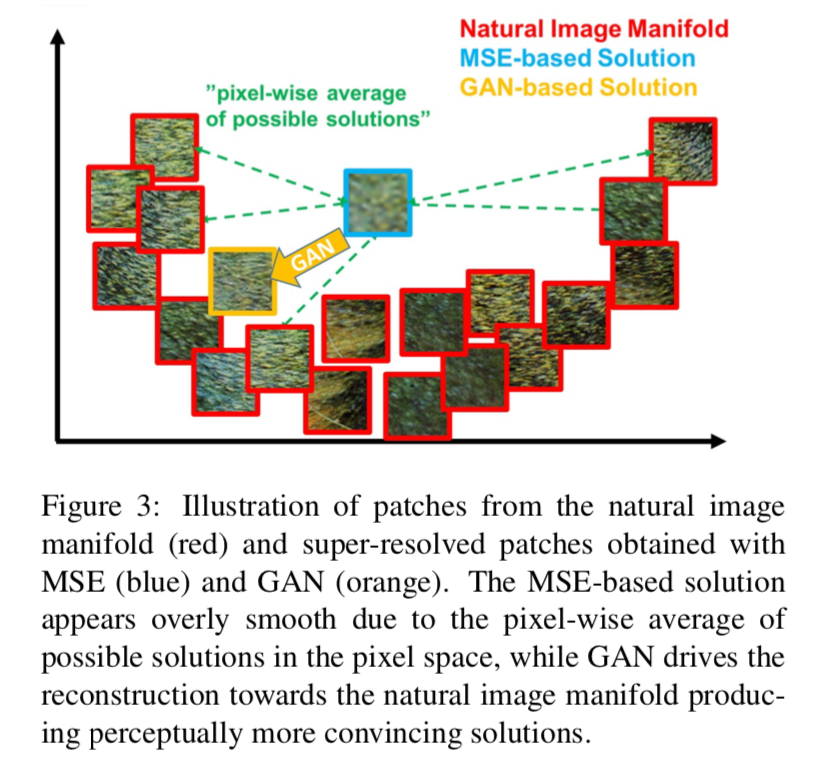 Natural Image Manifold
MSE-based Solution
GAN-based Solution
”pixel-wise average
of possible solutions”
GAN
Figure 3: Illustration of patches from the natural image
manifold (red) and super-resolved patches obtained with
MSE (blue) and GAN (orange). The MSE-based solution
appears overly smooth due to the pixel-wise average of
possible solutions in the pixel space, while GAN drives the
reconstruction towards the natural image manifold produc-
ing perceptually more convincing solutions.